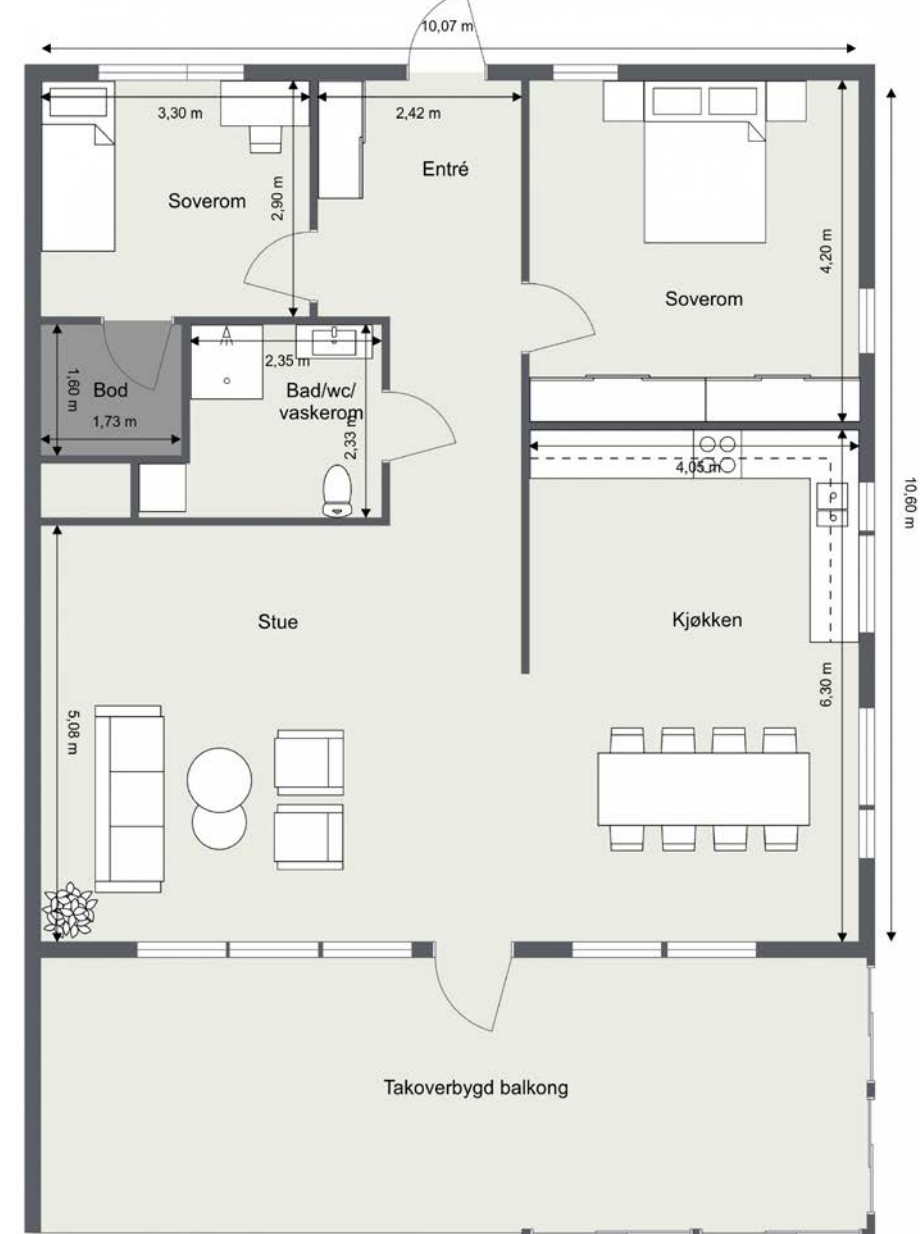 10,07 m
3,30 m
2,42 m
Entré
Soverom
2,90 m
4,20 m
Soverom
2,35 m
1,60 m
Bod
Bad/wc/
vaskerom
1,73 m
2,33 m
4,05 m
10,60 m
Stue
Kjøkken
5,08 m
6,30 m
Takoverbygd balkong